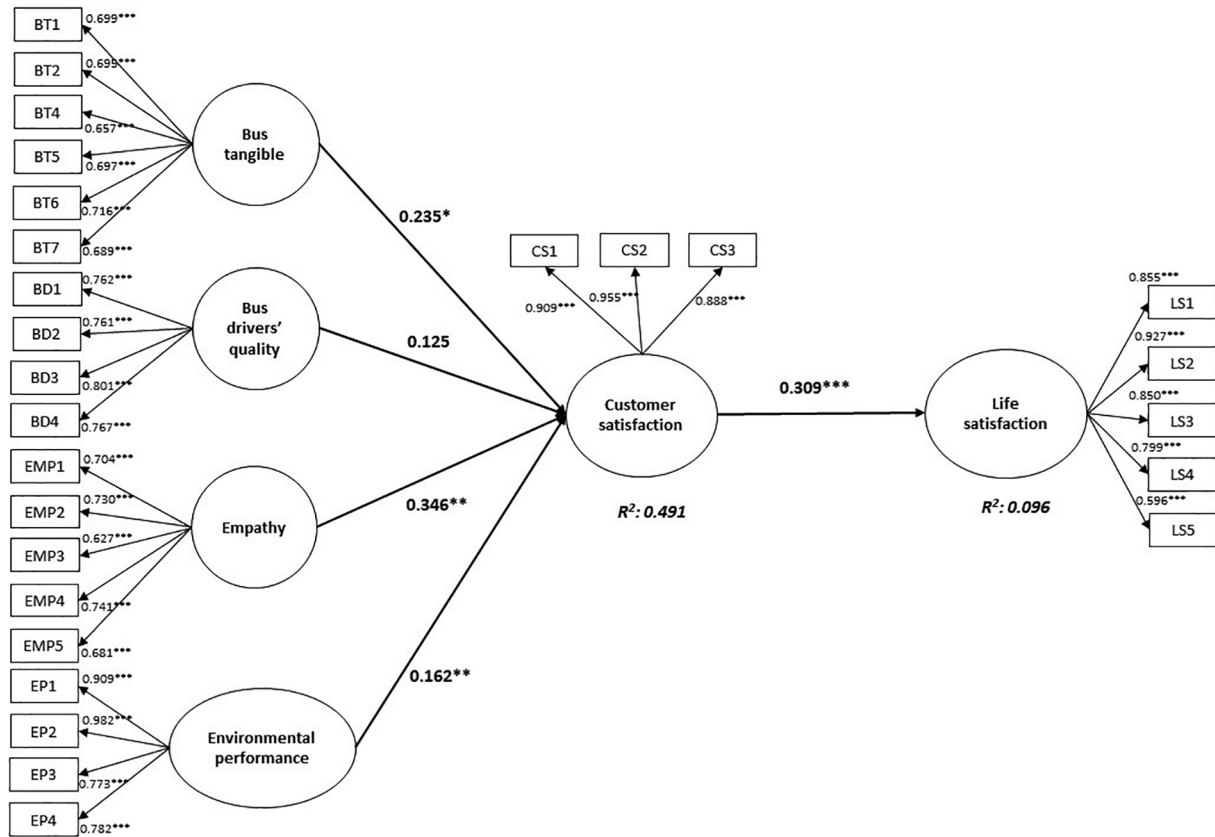 BT1
0.699***
BT2
0.699***
BT4
0.657***
BT5
0.697***
BT6
0.716***
BT7
0.689***
Bus
tangible
0.235*
BD1
0.762***
BD2
0.761***
BD3
0.801***
BD4
0.767***
Bus
drivers’
quality
0.125
EMP1
0.704***
EMP2
0.730***
EMP3
0.627***
EMP4
0.741***
EMP5
0.681***
Empathy
0.346**
EP1
0.909***
EP2
0.982***
EP3
0.773***
EP4
0.782***
Environmental
performance
0.162**
CS1
CS2
CS3
0.909***
0.955***
0.888***
Customer
satisfaction
R²: 0.491
0.309***
Life
satisfaction
R²: 0.096
0.855***
LS1
0.927***
LS2
0.850***
LS3
0.799***
LS4
0.596***
LS5